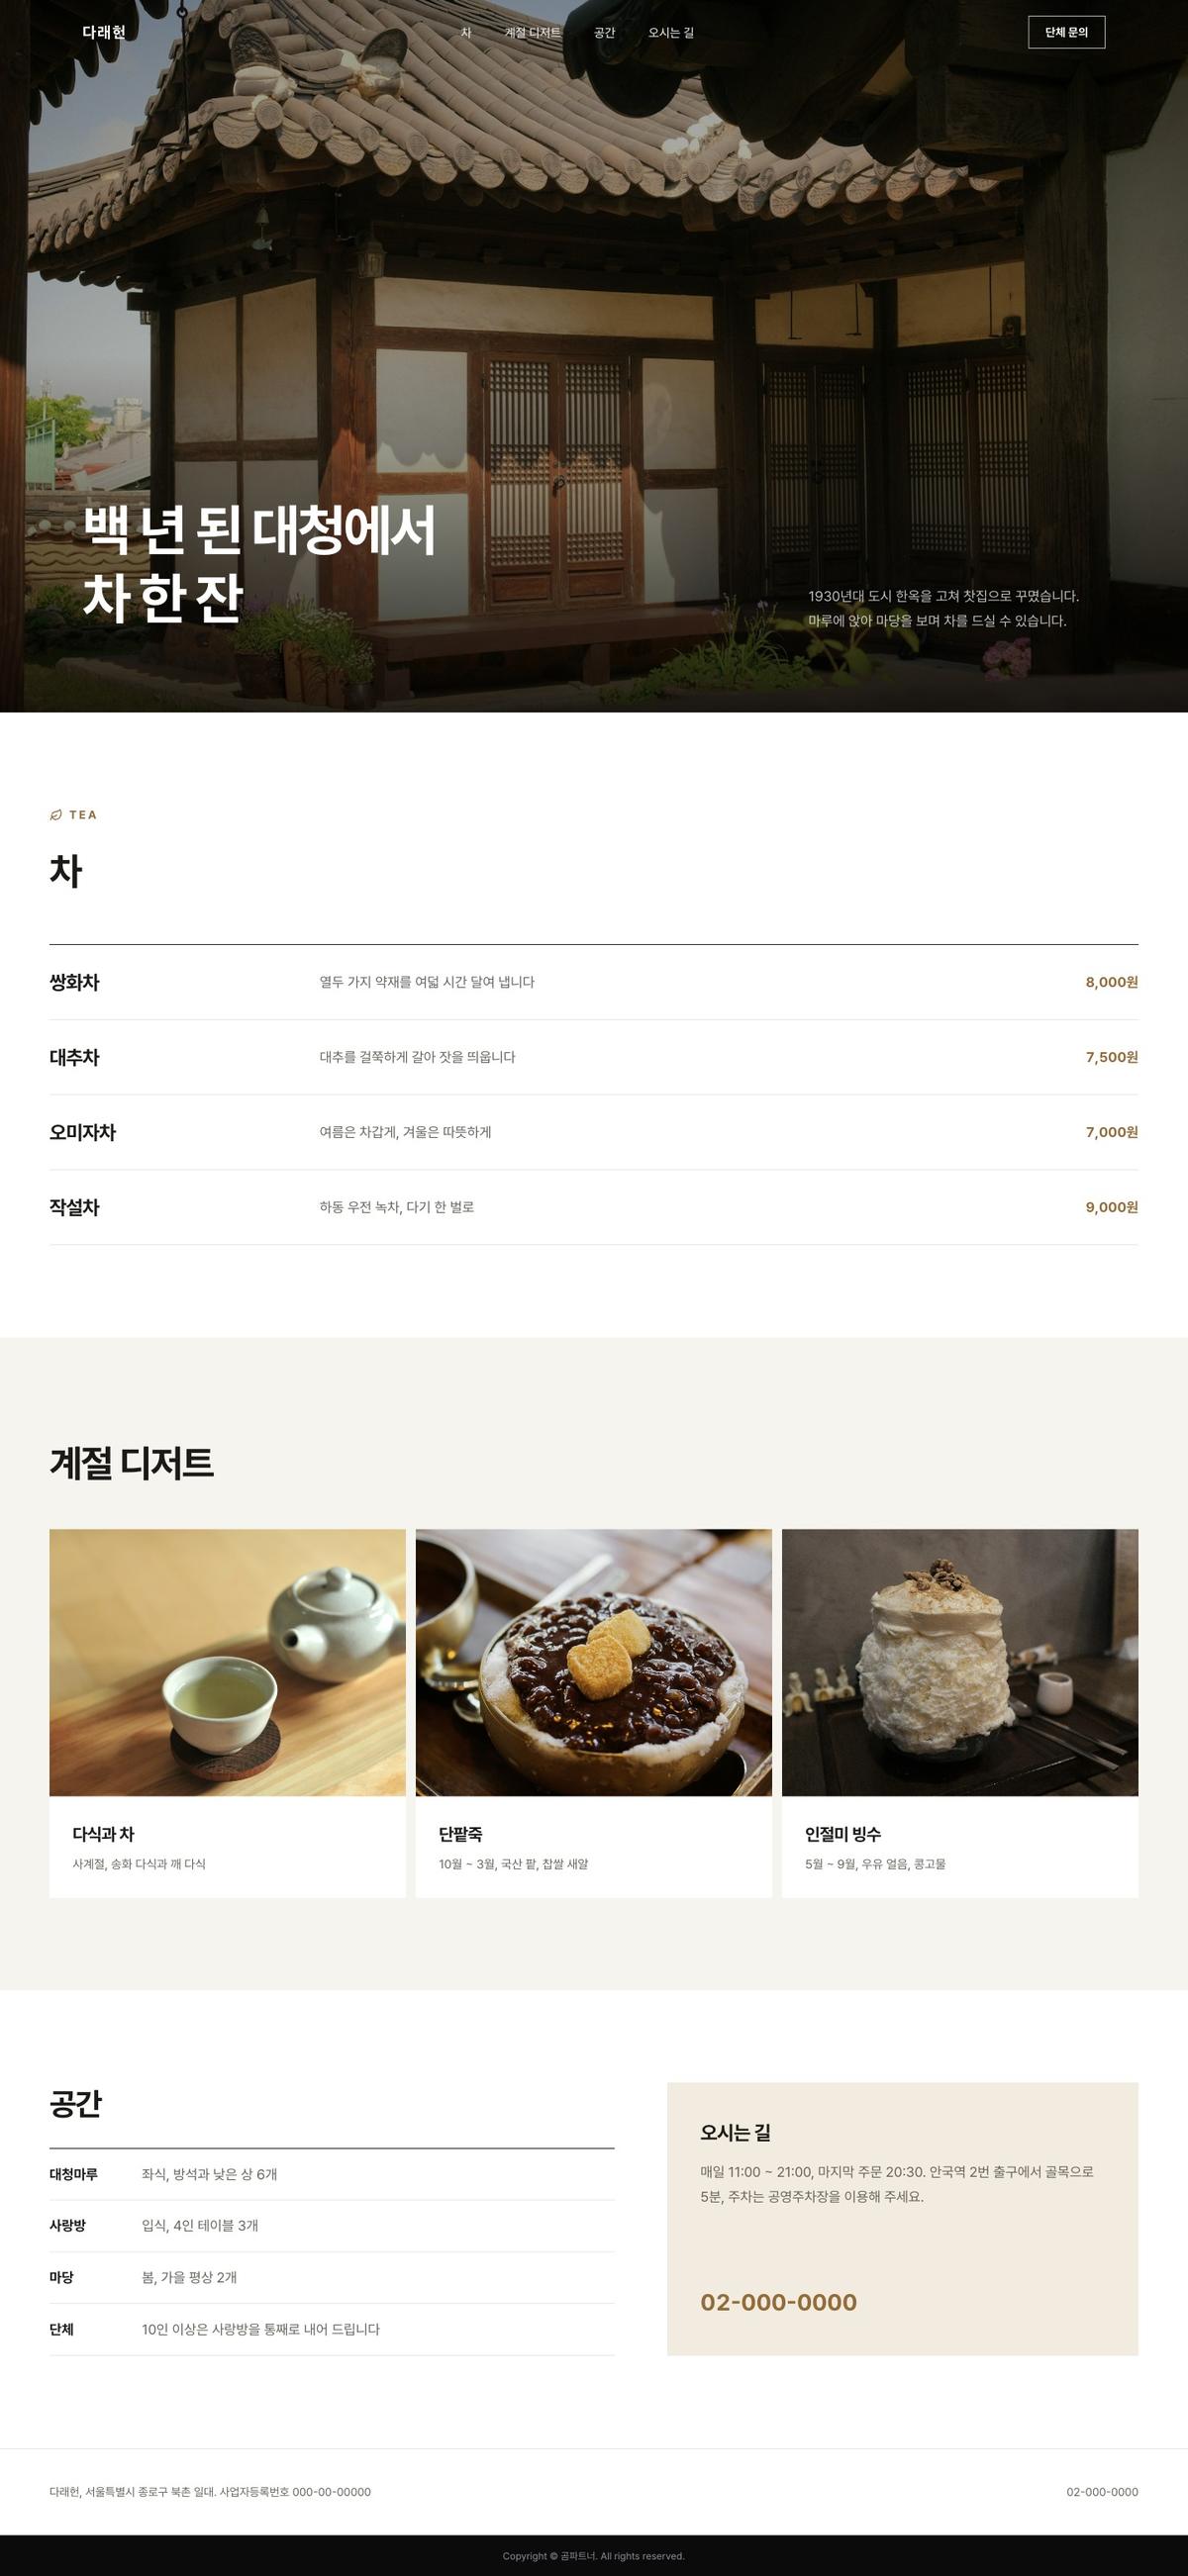 다래헌
차
계절 디저트
공간
오시는 길
단체 문의
백 년 된 대청에서
차 한 잔
1930년대 도시 한옥을 고쳐 찻집으로 꾸몄습니다.
마루에 앉아 마당을 보며 차를 드실 수 있습니다.
TEA
차
쌍화차
열두 가지 약재를 여덟 시간 달여 냅니다
8,000원
대추차
대추를 걸쭉하게 갈아 잣을 띄웁니다
7,500원
오미자차
여름은 차갑게, 겨울은 따뜻하게
7,000원
작설차
하동 우전 녹차, 다기 한 벌로
9,000원
계절 디저트
다식과 차
사계절, 송화 다식과 깨 다식
단팥죽
10월 ~ 3월, 국산 팥, 찹쌀 새알
인절미 빙수
5월 ~ 9월, 우유 얼음, 콩고물
공간
대청마루
좌식, 방석과 낮은 상 6개
사랑방
입식, 4인 테이블 3개
마당
봄, 가을 평상 2개
단체
10인 이상은 사랑방을 통째로 내어 드립니다
오시는 길
매일 11:00 ~ 21:00, 마지막 주문 20:30. 안국역 2번 출구에서 골목으로
5분, 주차는 공영주차장을 이용해 주세요.
02-000-0000
다래헌, 서울특별시 종로구 북촌 일대. 사업자등록번호 000-00-00000
02-000-0000
Copyright © 곰파트너. All rights reserved.